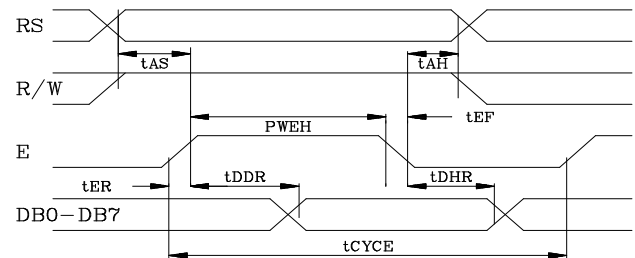 RS
tAS
tAH
R/W
PWEH
tEF
E
tER
tDDR
tDHR
DB0-DB7
tCYCE